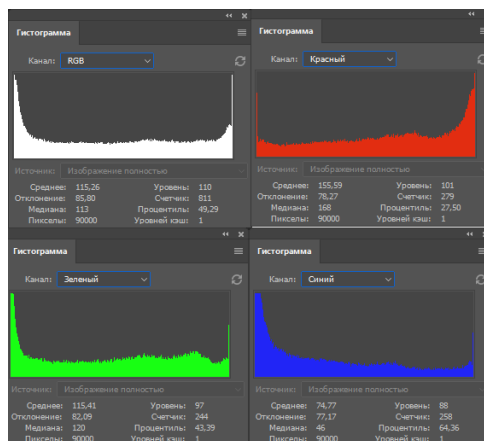 Гистограмма
Канал: RGB
Источник: Изображение полностью
Среднее: 115,26 Уровень: 110
Отклонение: 85,80 Счетчик: 811
Медиана: 113 Процентиль: 49,29
Пикселы: 90000 Уровней кэш: 1
Гистограмма
Канал: Красный
Источник: Изображение полностью
Среднее: 155,59 Уровень: 101
Отклонение: 78,27 Счетчик: 279
Медиана: 168 Процентиль: 27,50
Пикселы: 90000 Уровней кэш: 1
Гистограмма
Канал: Зеленый
Источник: Изображение полностью
Среднее: 115,41 Уровень: 97
Отклонение: 82,09 Счетчик: 244
Медиана: 120 Процентиль: 43,39
Пикселы: 90000 Уровней кэш: 1
Гистограмма
Канал: Синий
Источник: Изображение полностью
Среднее: 74,77 Уровень: 88
Отклонение: 77,17 Счетчик: 258
Медиана: 46 Процентиль: 64,36
Пикселы: 90000 Уровней кэш: 1